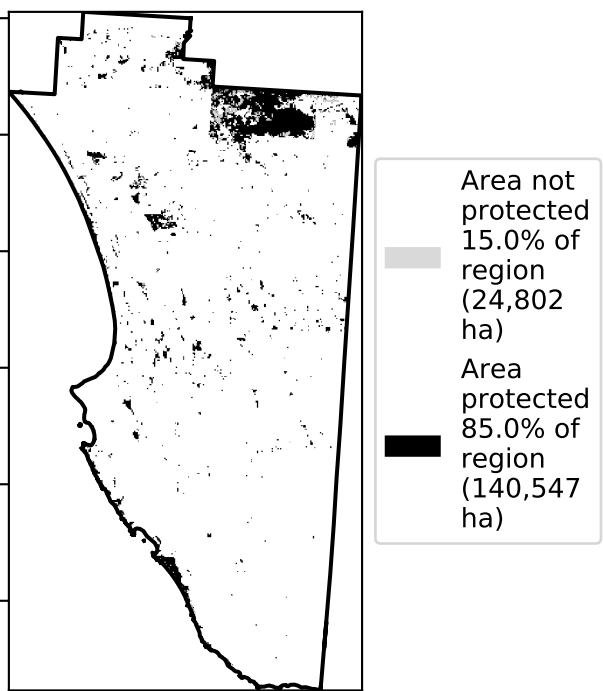 Area not
protected
15.0% of
region
(24,802
ha)
Area
protected
85.0% of
region
(140,547
ha)